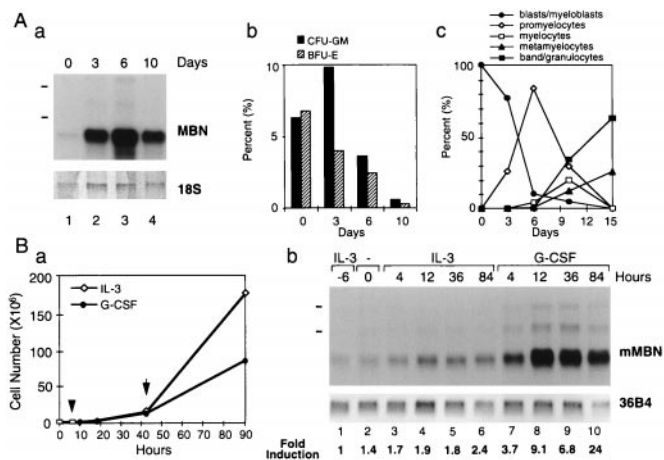 A
a
0 3 6 10 Days
MBN
18S
1 2 3 4
b
CFU-GM
BFU-E
10
5
0
Percent (%)
0 3 6 10
Days
c
blasts/myeloblasts
promyelocytes
myelocytes
metamyelocytes
band/granulocytes
100
50
0
Percent (%)
0 3 6 9 12 15
Days
B
a
IL-3
G-CSF
200
150
100
50
0
Cell Number (X10⁶)
0 10 20 30 40 50 60 70 80 90
Hours
b
IL-3 - IL-3 G-CSF
-6 0 4 12 36 84 4 12 36 84 Hours
mMBN
36B4
1 2 3 4 5 6 7 8 9 10
Fold
Induction 1 1.4 1.7 1.9 1.8 2.4 3.7 9.1 6.8 24